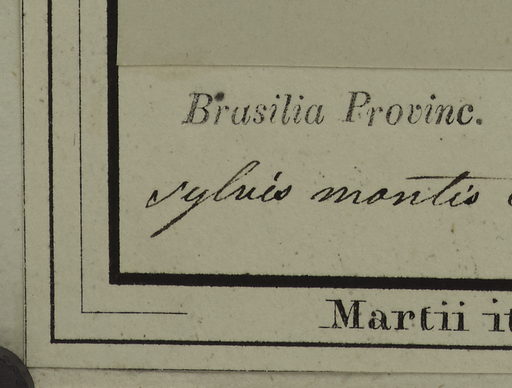 Brasilia Provinc.
sylvis montis
Martii it